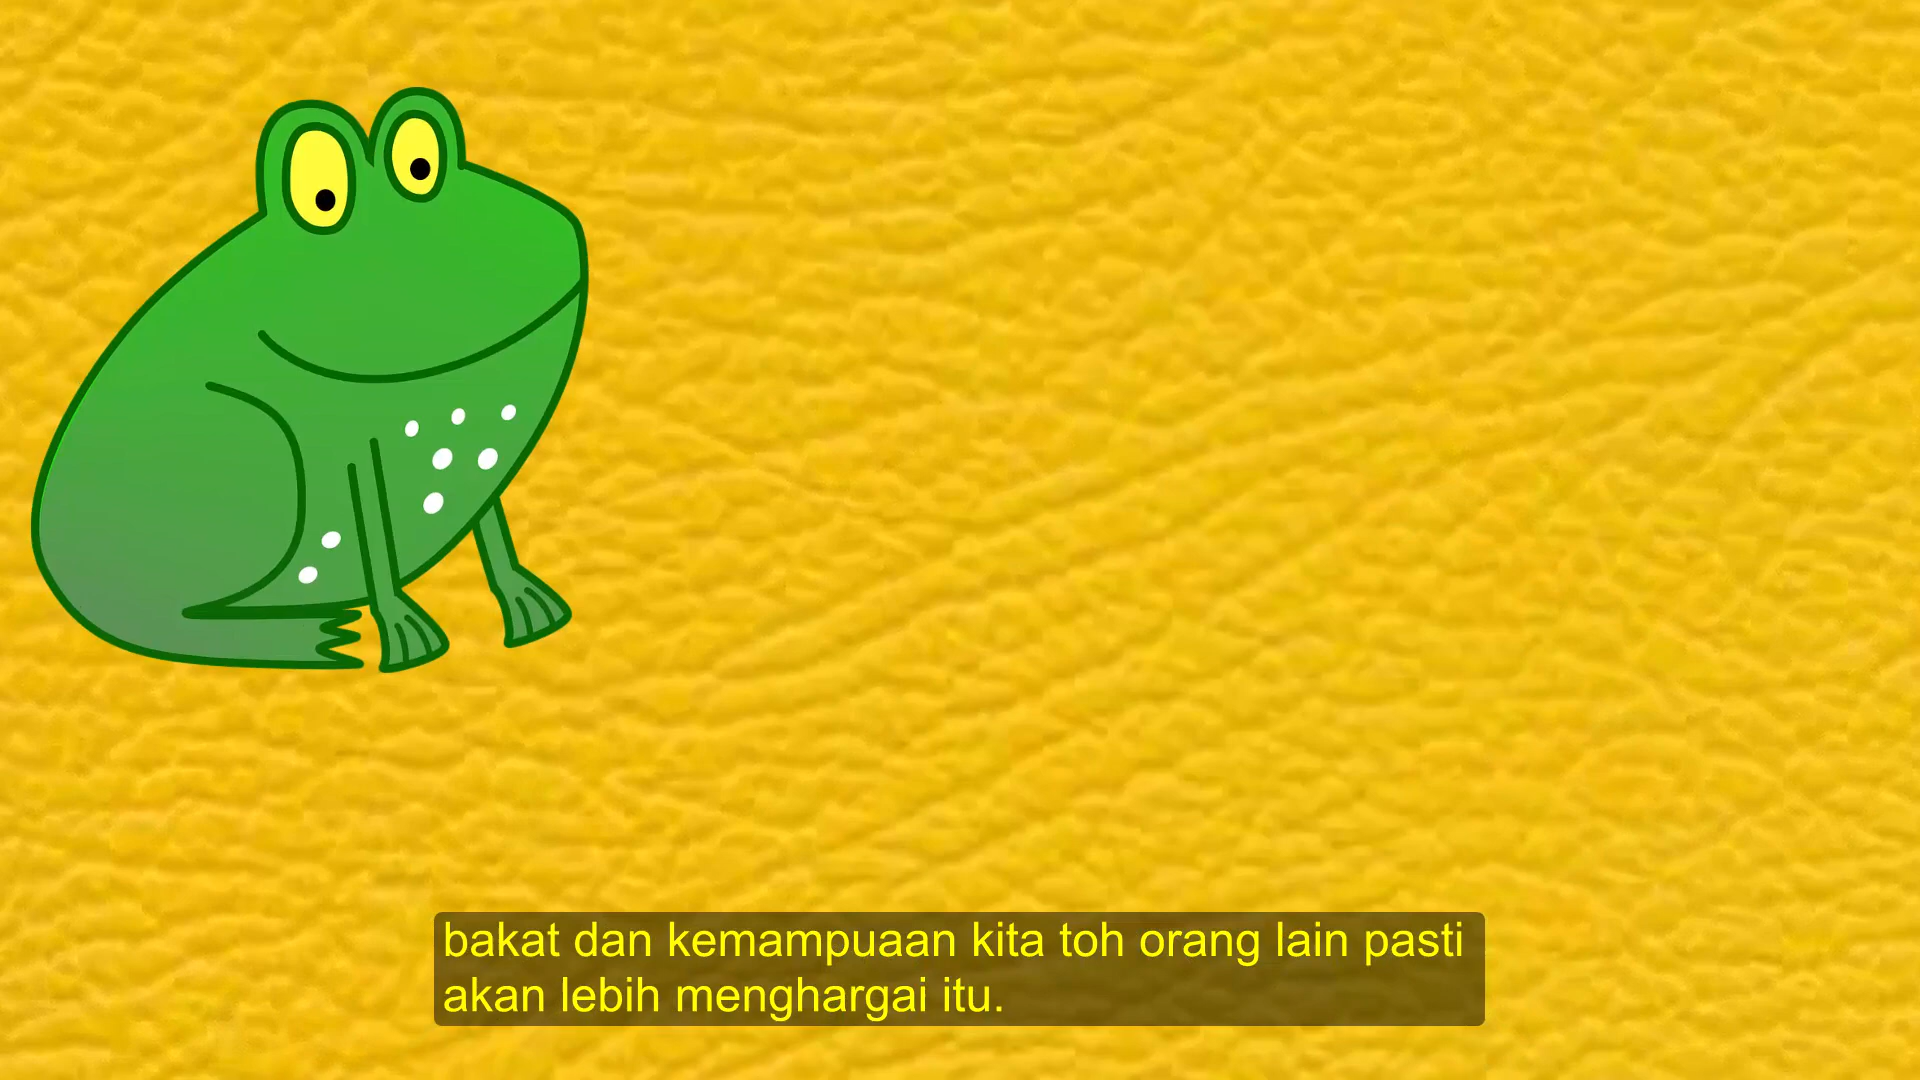 bakat dan kemampuaan kita toh orang lain pasti
akan lebih menghargai itu.